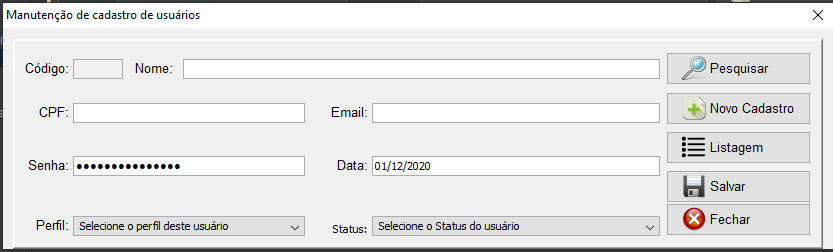 Manutenção de cadastro de usuários
Código: Nome: Pesquisar
CPF: Email: Novo Cadastro
Listagem
Senha: ●●●●●●●●●●●●●●● Data: 01/12/2020
Salvar
Perfil: Selecione o perfil deste usuário Status: Selecione o Status do usuário Fechar